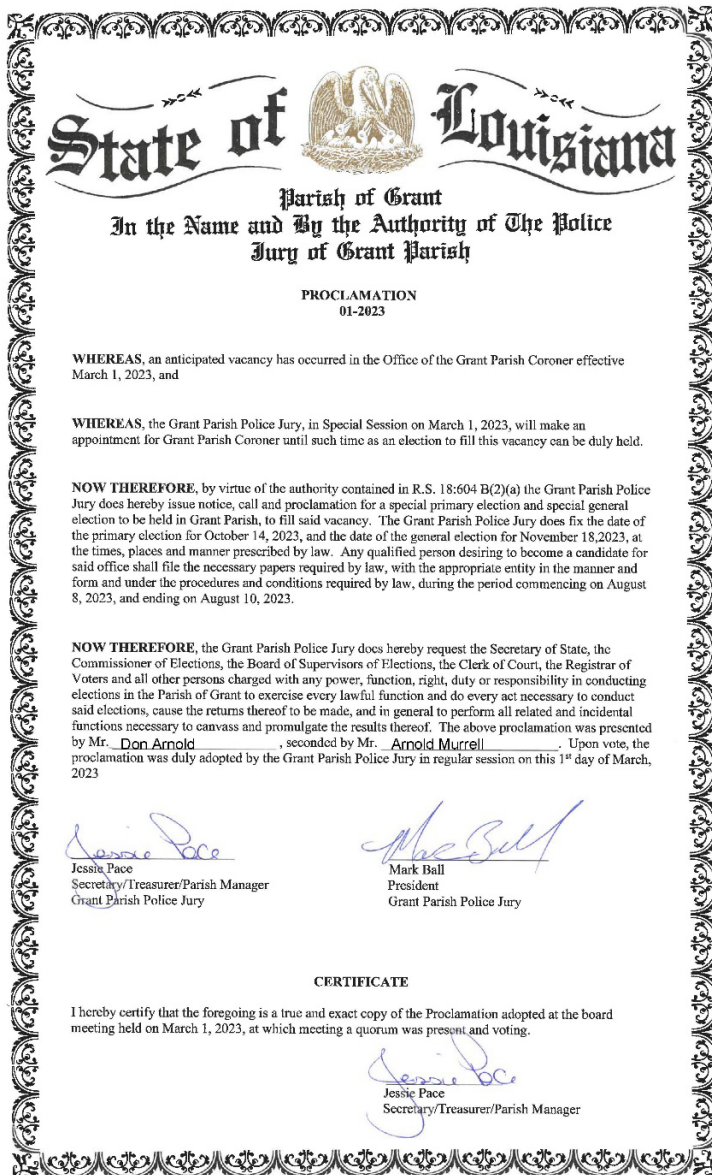 State of Louisiana
Parish of Grant
In the Name and By the Authority of The Police
Jury of Grant Parish
PROCLAMATION
01-2023
WHEREAS, an anticipated vacancy has occurred in the Office of the Grant Parish Coroner effective
March 1, 2023, and
WHEREAS, the Grant Parish Police Jury, in Special Session on March 1, 2023, will make an
appointment for Grant Parish Coroner until such time as an election to fill this vacancy can be duly held.
NOW THEREFORE, by virtue of the authority contained in R.S. 18:604 B(2)(a) the Grant Parish Police
Jury does hereby issue notice, call and proclamation for a special primary election and special general
election to be held in Grant Parish, to fill said vacancy. The Grant Parish Police Jury does fix the date of
the primary election for October 14, 2023, and the date of the general election for November 18,2023, at
the times, places and manner prescribed by law. Any qualified person desiring to become a candidate for
said office shall file the necessary papers required by law, with the appropriate entity in the manner and
form and under the procedures and conditions required by law, during the period commencing on August
8, 2023, and ending on August 10, 2023.
NOW THEREFORE, the Grant Parish Police Jury does hereby request the Secretary of State, the
Commissioner of Elections, the Board of Supervisors of Elections, the Clerk of Court, the Registrar of
Voters and all other persons charged with any power, function, right, duty or responsibility in conducting
elections in the Parish of Grant to exercise every lawful function and do every act necessary to conduct
said elections, cause the returns thereof to be made, and in general to perform all related and incidental
functions necessary to canvass and promulgate the results thereof. The above proclamation was presented
by Mr. Don Arnold, seconded by Mr. Arnold Murrell. Upon vote, the
proclamation was duly adopted by the Grant Parish Police Jury in regular session on this 1st day of March,
2023
Jessie Pace
Mark Ball
Jessie Pace
Secretary/Treasurer/Parish Manager
Grant Parish Police Jury
Mark Ball
President
Grant Parish Police Jury
CERTIFICATE
I hereby certify that the foregoing is a true and exact copy of the Proclamation adopted at the board
meeting held on March 1, 2023, at which meeting a quorum was present and voting.
Jessie Pace
Jessie Pace
Secretary/Treasurer/Parish Manager